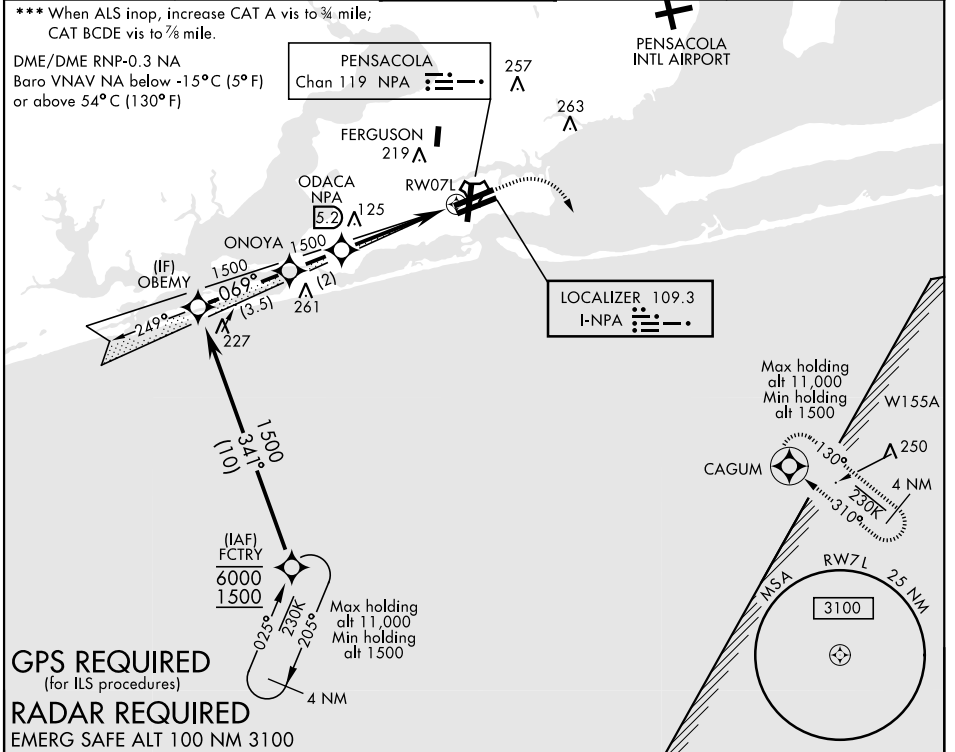 *** When ALS inop, increase CAT A vis to ¾ mile;
CAT BCDE vis to ⅞ mile.
DME/DME RNP-0.3 NA
Baro VNAV NA below -15°C (5°F)
or above 54°C (130°F)
PENSACOLA
Chan 119 NPA
PENSACOLA
INTL AIRPORT
257
263
FERGUSON
219
ODACA
NPA
5.2
125
RW07L
ONOYA
1500
(IF)
OBEMY
1500
069°
(2)
261
(3.5)
249°
227
LOCALIZER 109.3
I-NPA
1500
341°
(10)
Max holding
alt 11,000
Min holding
alt 1500
W155A
CAGUM
130°
250
4 NM
230K
310°
(IAF)
FCTRY
6000
1500
025°
230K
205°
Max holding
alt 11,000
Min holding
alt 1500
4 NM
MSA RW7L 25 NM
3100
GPS REQUIRED
(for ILS procedures)
RADAR REQUIRED
EMERG SAFE ALT 100 NM 3100